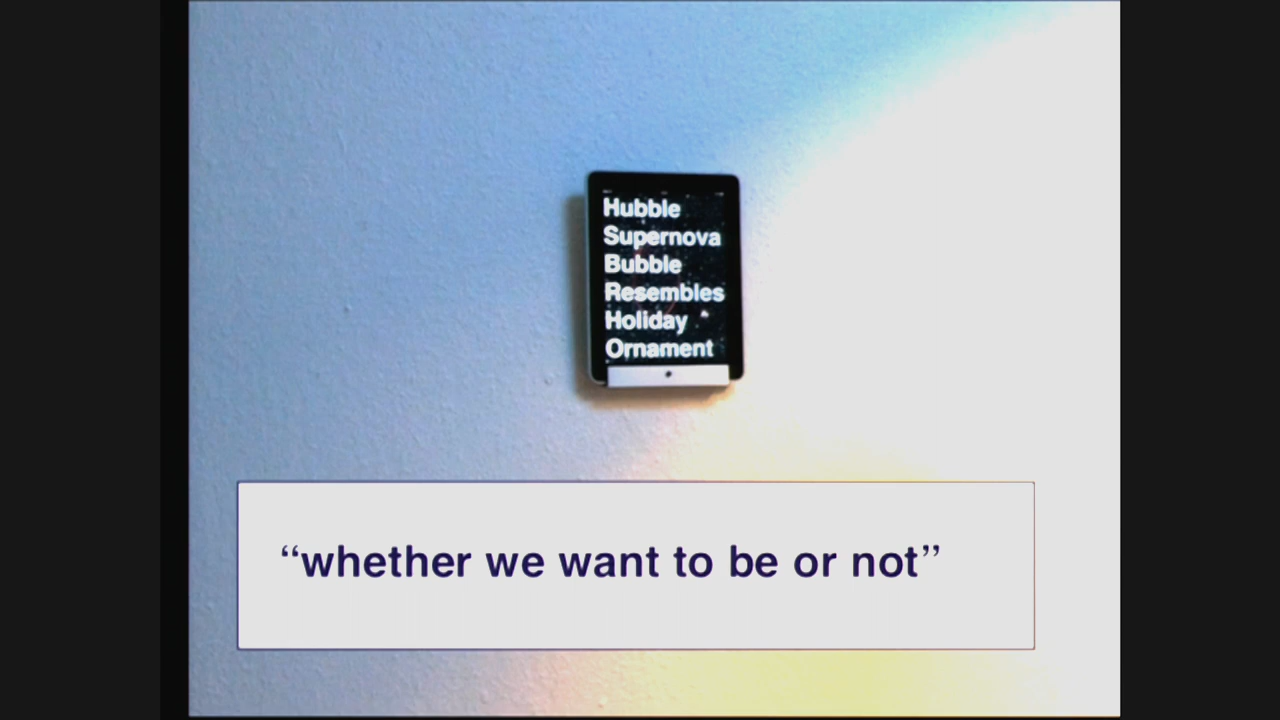 Hubble
Supernova
Bubble
Resembles
Holiday
Ornament
“whether we want to be or not”